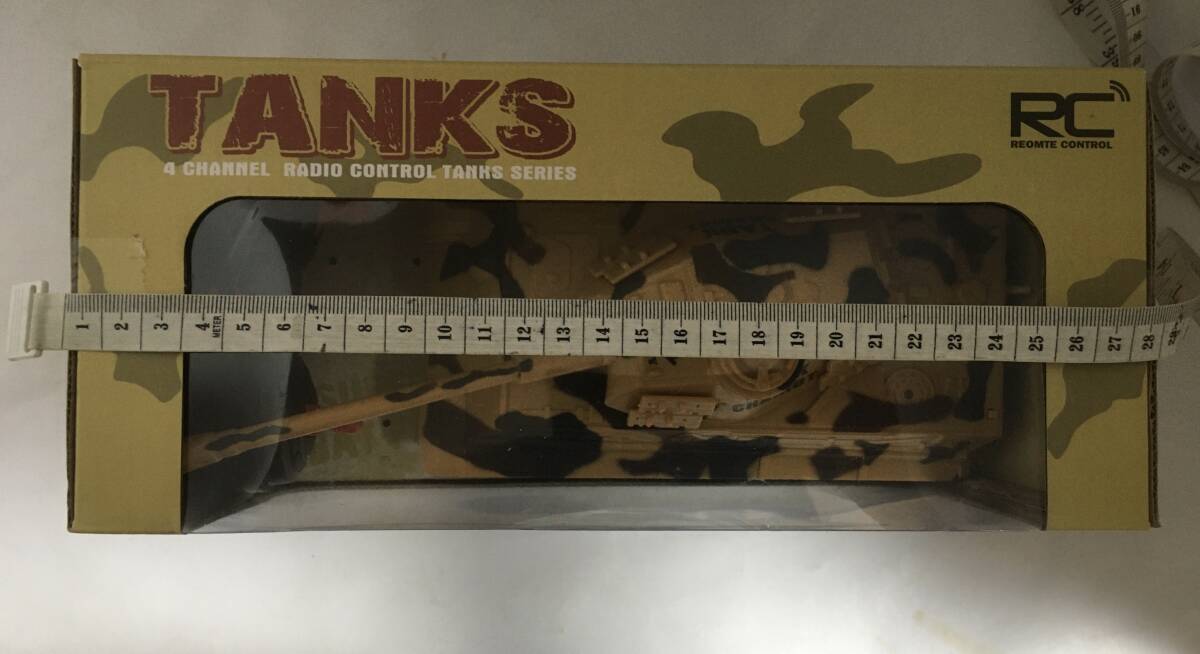 TANKS
4 CHANNEL RADIO CONTROL TANKS SERIES
RC
REOMTE CONTROL
1 2 3 4 METER 5 6 7 8 9 10 11 12 13 14 15 16 17 18 19 20 21 22 23 24 25 26 27 28